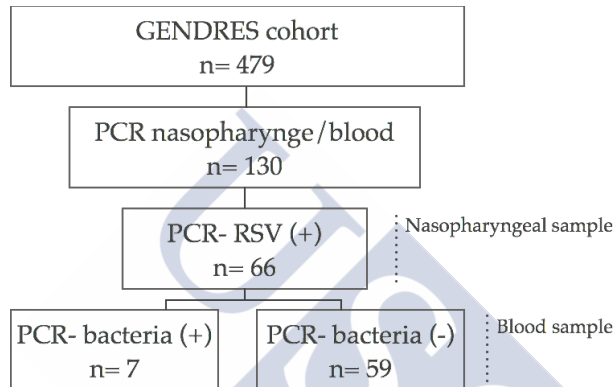 GENDRES cohort
n= 479
PCR nasopharynge/blood
n= 130
PCR- RSV (+)
n= 66
Nasopharyngeal sample
PCR- bacteria (+)
n= 7
PCR- bacteria (-)
n= 59
Blood sample